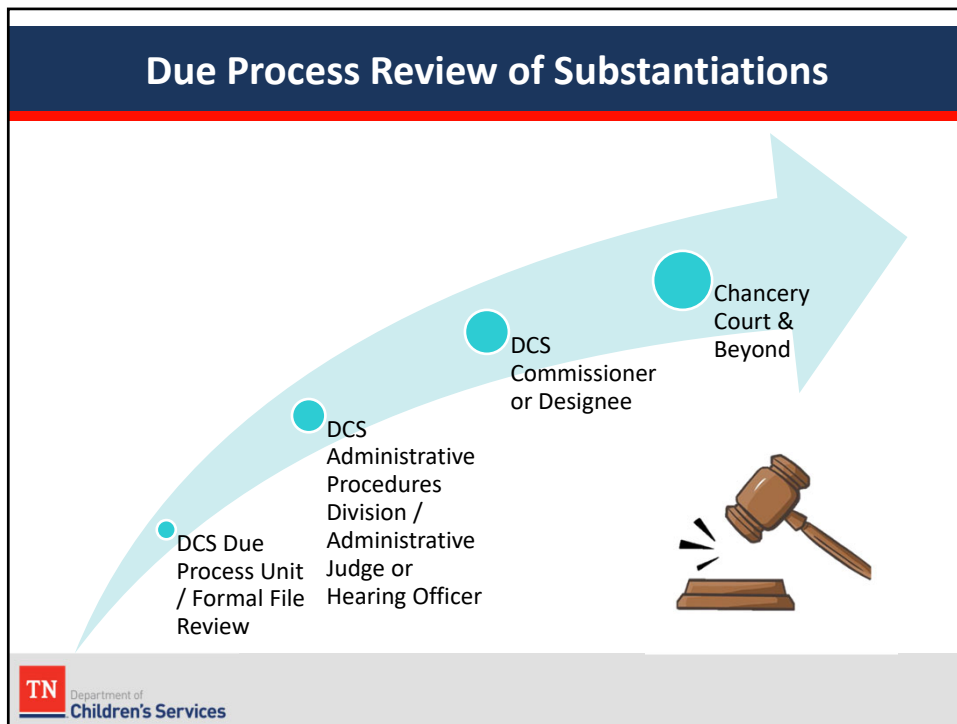 Due Process Review of Substantiations
DCS Due
Process Unit
/ Formal File
Review
DCS
Administrative
Procedures
Division /
Administrative
Judge or
Hearing Officer
DCS
Commissioner
or Designee
Chancery
Court &
Beyond
TN
Department of
Children's Services